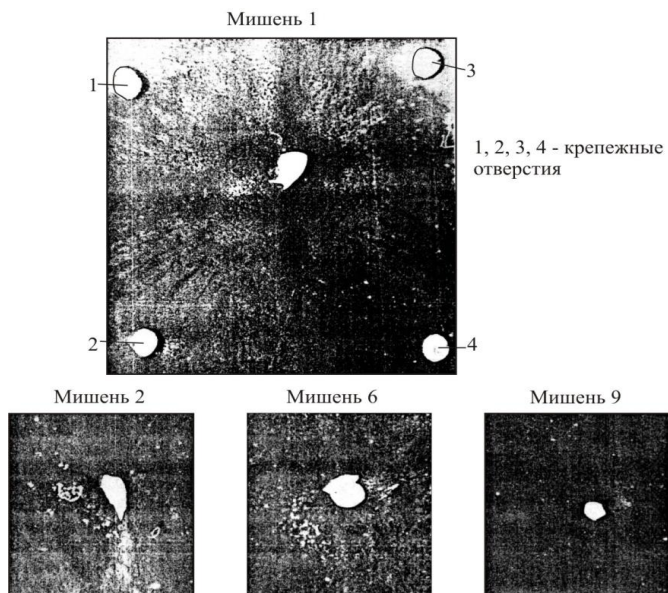 Мишень 1
1
3
1, 2, 3, 4 - крепежные
отверстия
2
4
Мишень 2
Мишень 6
Мишень 9